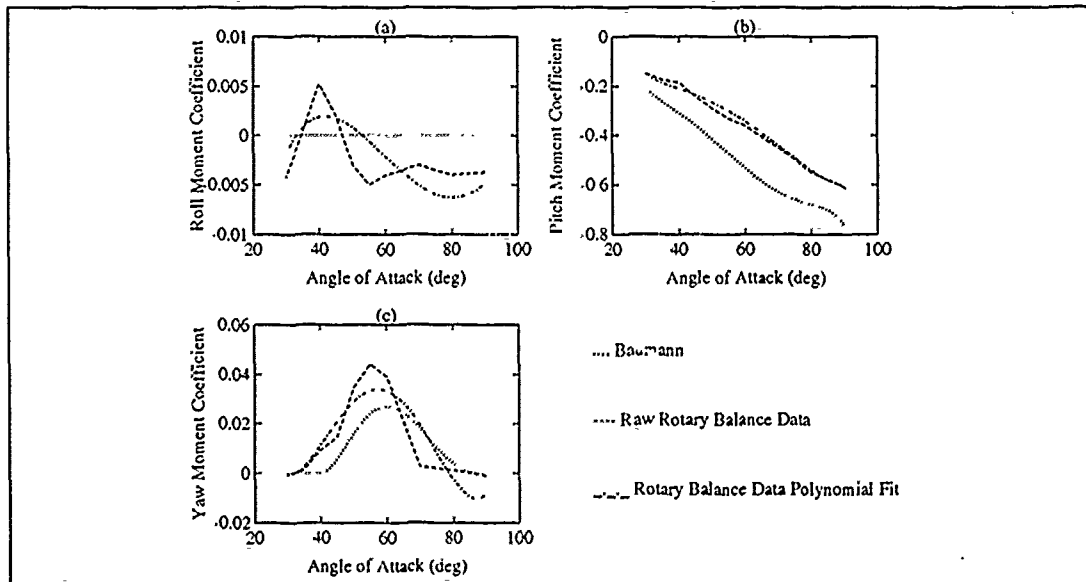 (a)
0.01
0.005
0
-0.005
-0.01
Roll Moment Coefficient
20 40 60 80 100
Angle of Attack (deg)
(b)
0
-0.2
-0.4
-0.6
-0.8
Pitch Moment Coefficient
20 40 60 80 100
Angle of Attack (deg)
(c)
0.06
0.04
0.02
0
-0.02
Yaw Moment Coefficient
20 40 60 80 100
Angle of Attack (deg)
Baumann
Raw Rotary Balance Data
Rotary Balance Data Polynomial Fit